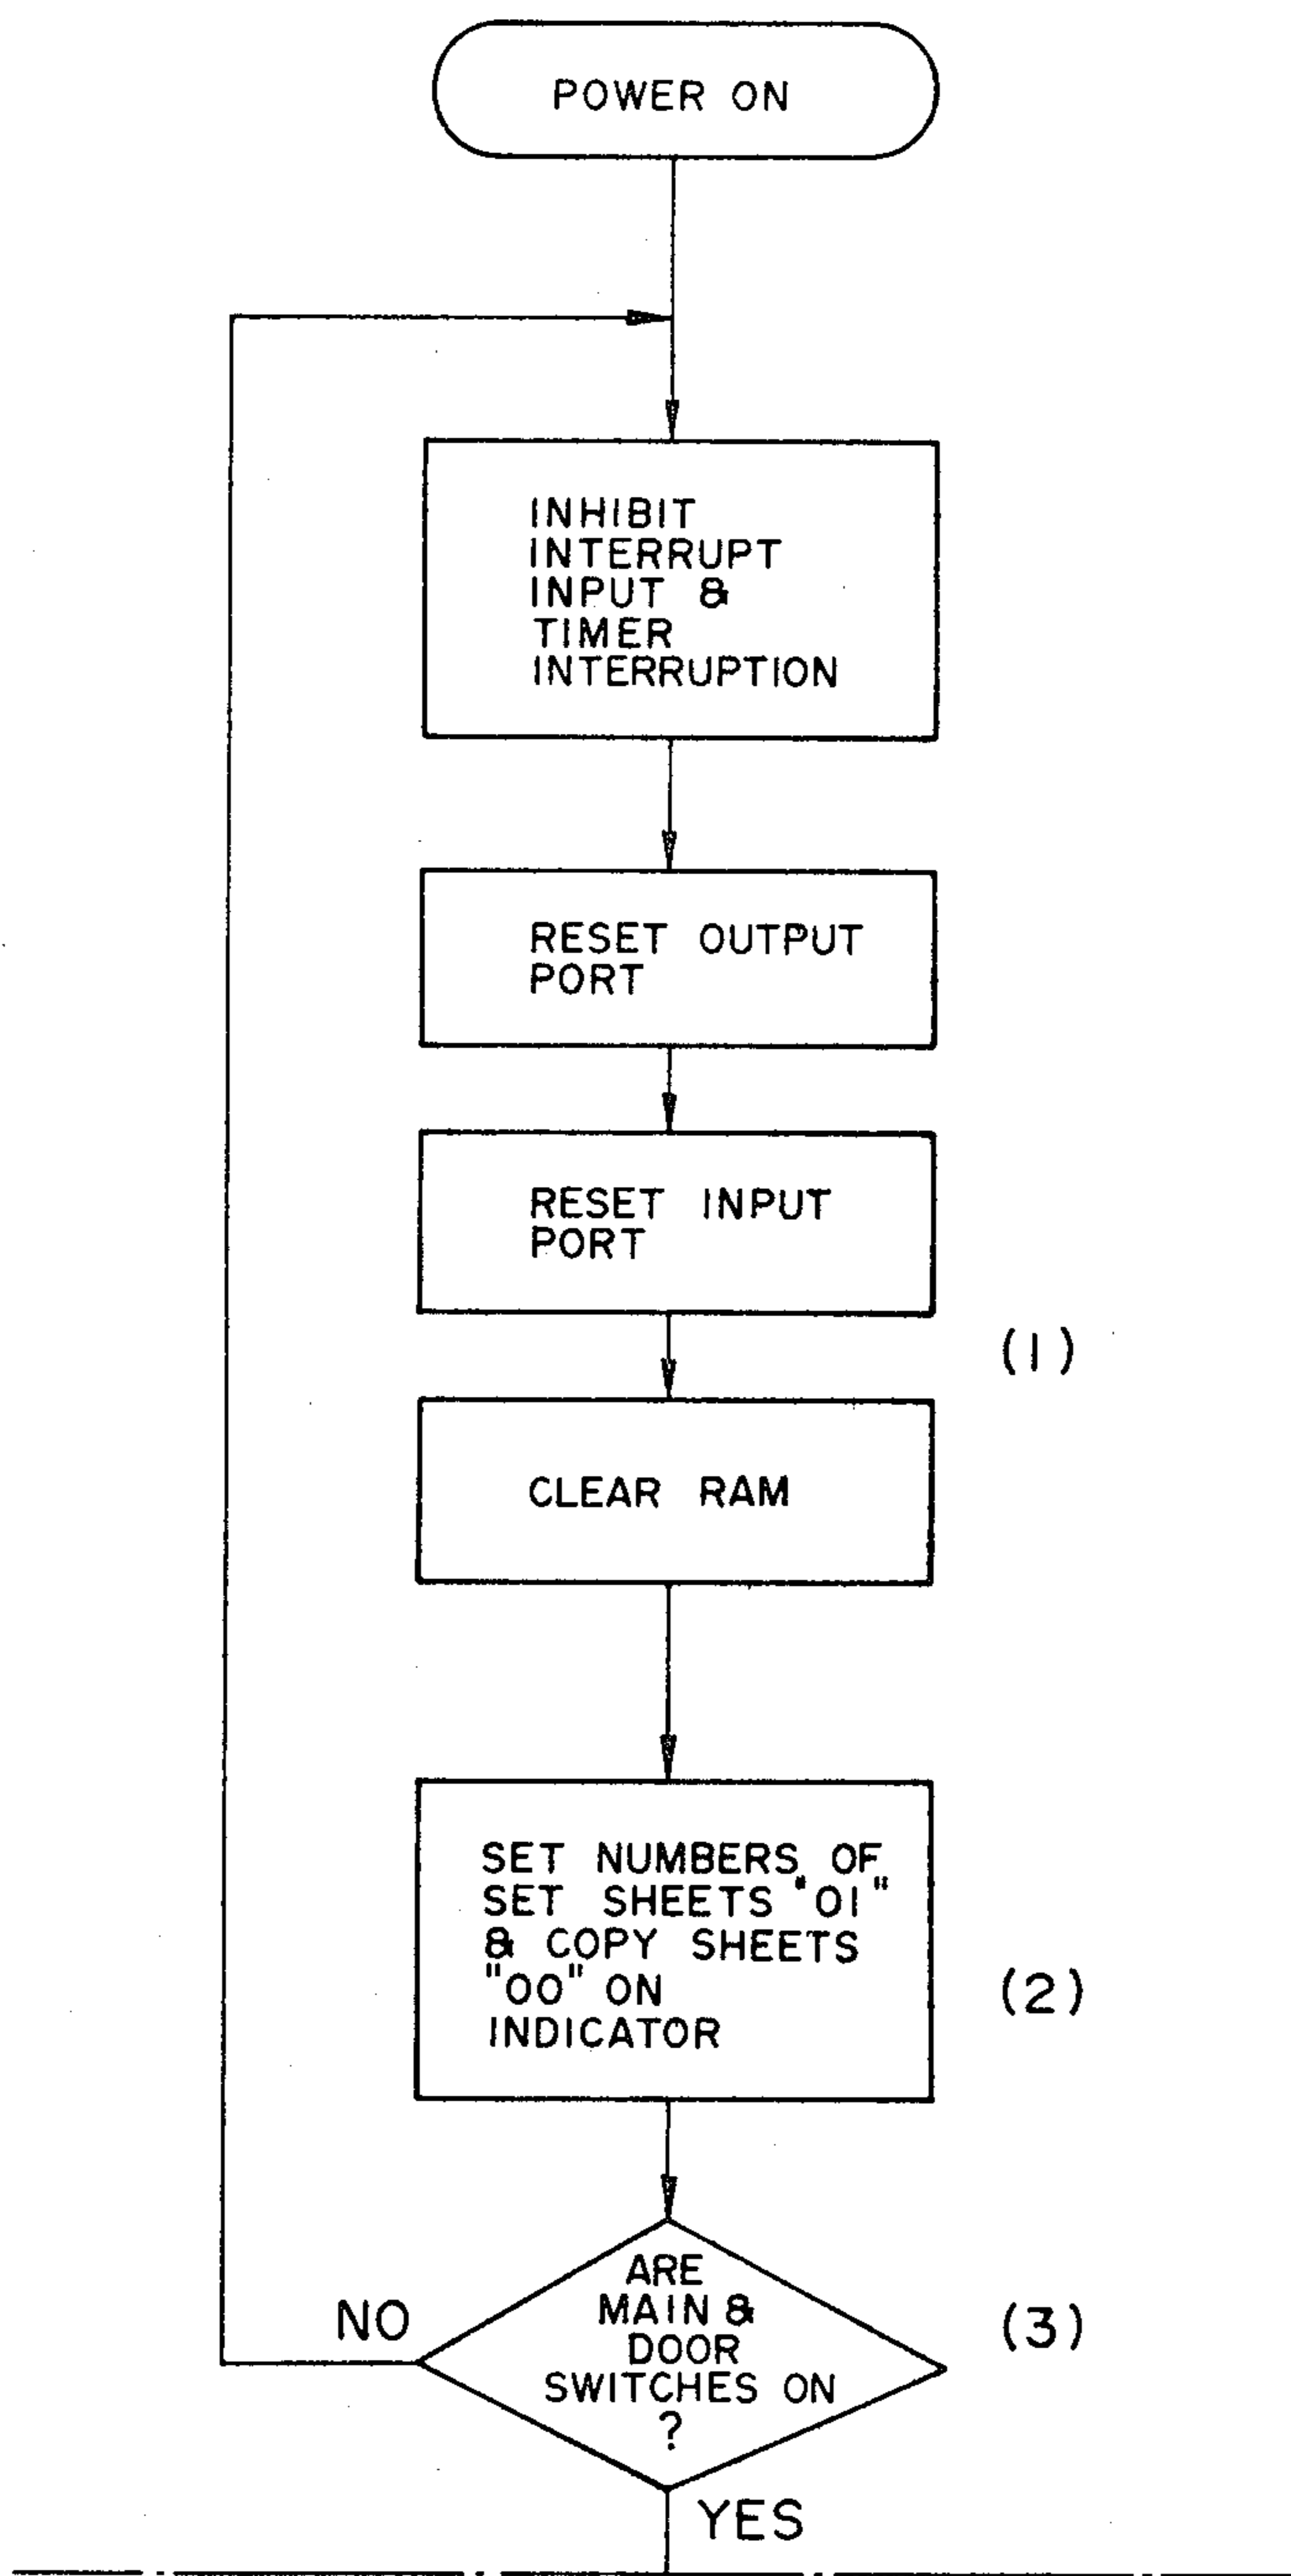 POWER ON
INHIBIT
INTERRUPT
INPUT &
TIMER
INTERRUPTION
RESET OUTPUT
PORT
RESET INPUT
PORT
(1)
CLEAR RAM
SET NUMBERS OF
SET SHEETS "01"
& COPY SHEETS
"00" ON
INDICATOR
(2)
ARE
MAIN &
DOOR
SWITCHES ON
?
(3)
NO
YES